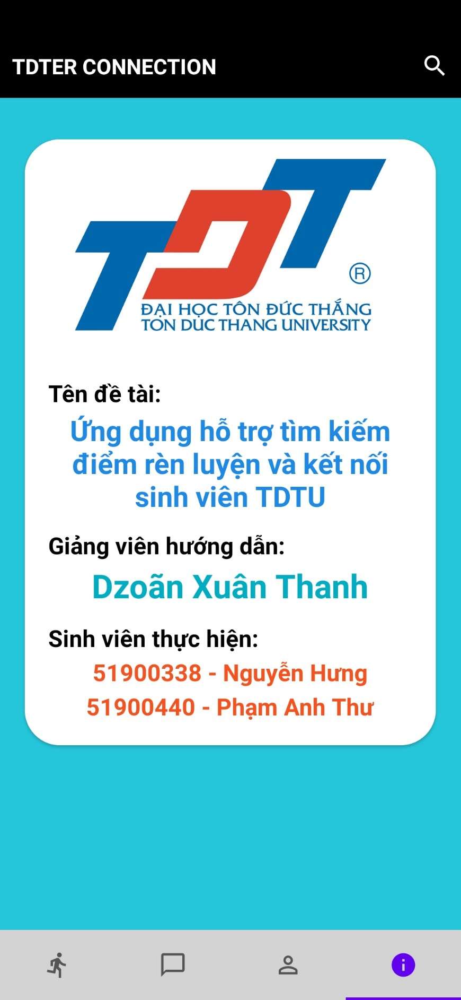 TDTER CONNECTION
TDT
®
ĐẠI HỌC TÔN ĐỨC THẮNG
TON DUC THANG UNIVERSITY
Tên đề tài:
Ứng dụng hỗ trợ tìm kiếm
điểm rèn luyện và kết nối
sinh viên TDTU
Giảng viên hướng dẫn:
Dzoãn Xuân Thanh
Sinh viên thực hiện:
51900338 - Nguyễn Hưng
51900440 - Phạm Anh Thư